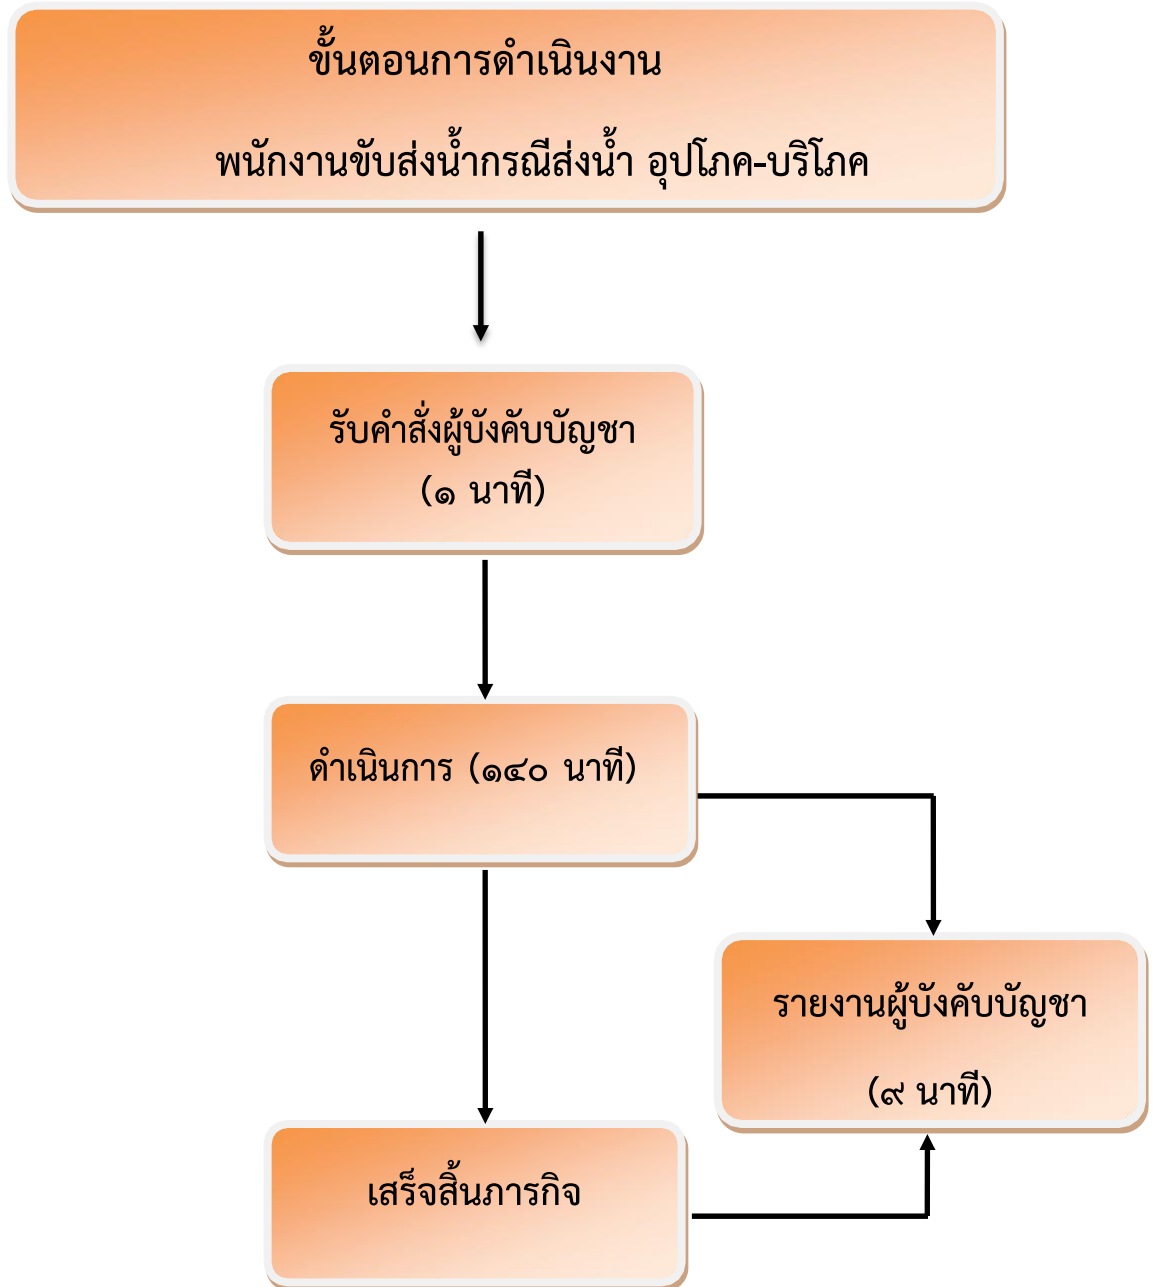 ขั้นตอนการดำเนินงาน
พนักงานขับส่งน้ำกรณีส่งน้ำ อุปโภค-บริโภค
รับคำสั่งผู้บังคับบัญชา
(๑ นาที)
ดำเนินการ (๑๔๐ นาที)
รายงานผู้บังคับบัญชา
(๙ นาที)
เสร็จสิ้นภารกิจ